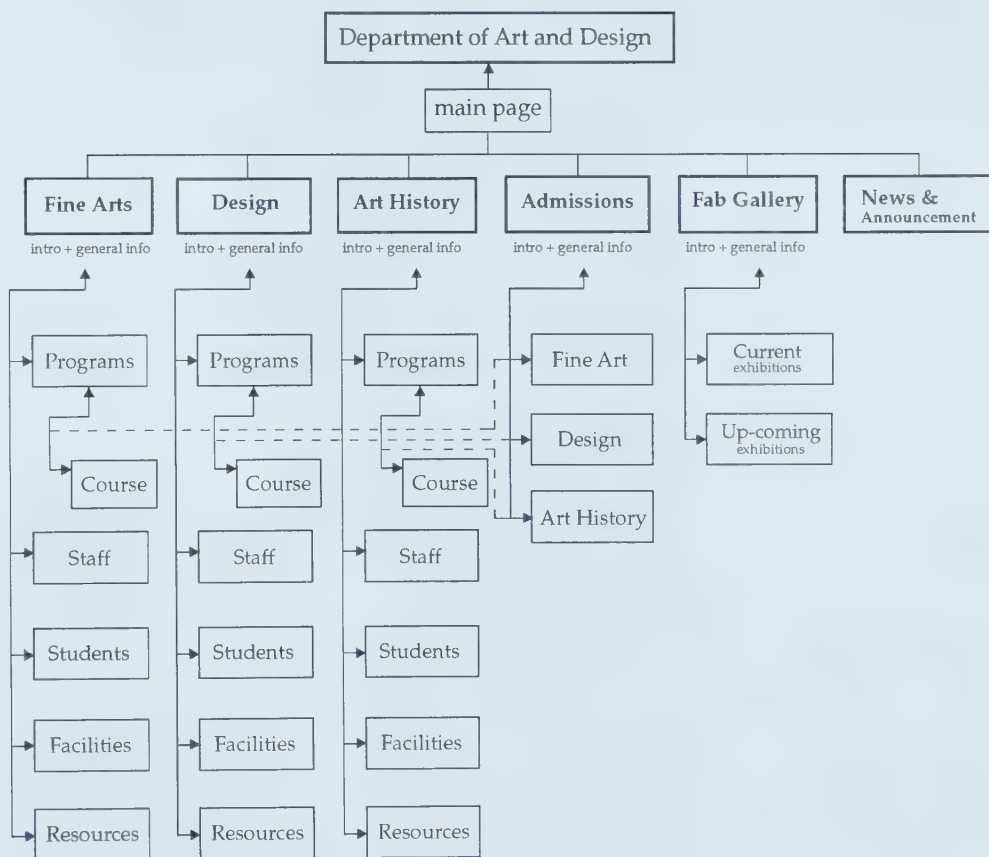 Department of Art and Design
main page
Fine Arts
intro + general info
Programs
Course
Staff
Students
Facilities
Resources
Design
intro + general info
Programs
Course
Staff
Students
Facilities
Resources
Art History
intro + general info
Programs
Course
Staff
Students
Facilities
Resources
Admissions
intro + general info
Fine Art
Design
Art History
Fab Gallery
intro + general info
Current
exhibitions
Up-coming
exhibitions
News &
Announcement